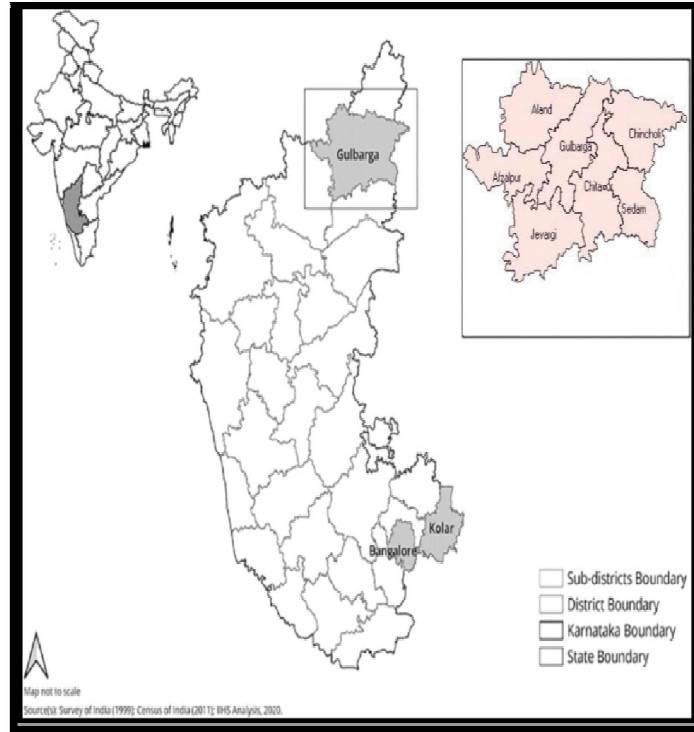 Gulbarga
Aland
Chincholi
Gulbarga
Afzalpur
Sedam
Jevargi
Kolar
Bangalore
Sub-districts Boundary
District Boundary
Karnataka Boundary
State Boundary
Map not to scale
Source(s): Survey of India (1999); Census of India (2011); IIHS Analysis, 2020.